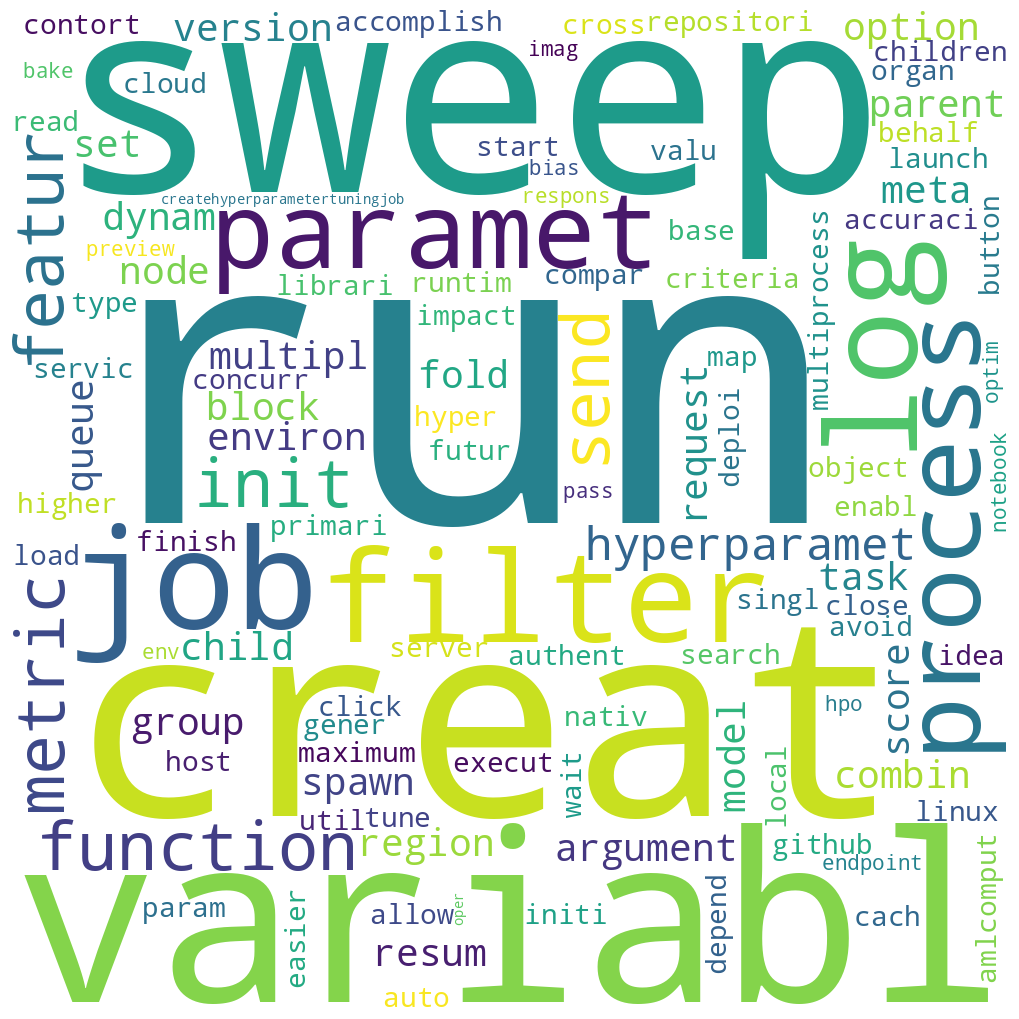 contort
version
accomplish
cross
repositori
option
imag
children
bake
cloud
organ
sweep
parent
read
set
start
bias
valu
behalf
launch
featur
createhyperparametertuningjob
respons
meta
dynam
paramet
base
accuraci
button
preview
node
librari
runtim
compar
criteria
multiprocess
log
type
run
impact
send
process
servic
multipl
concurr
fold
map
optim
queue
block
hyper
request
deploi
environ
futur
object
init
pass
higher
enabl
notebook
primari
job
finish
filter
hyperparamet
load
task
metric
singl
close
env
child
server
authent
search
avoid
score
idea
creat
group
click
gener
nativ
model
hpo
host
maximum
execut
wait
local
combin
spawn
util
tune
linux
function
region
argument
github
endpoint
variabl
param
easier
allow
oper
initi
depend
cach
amlcomput
resum
auto